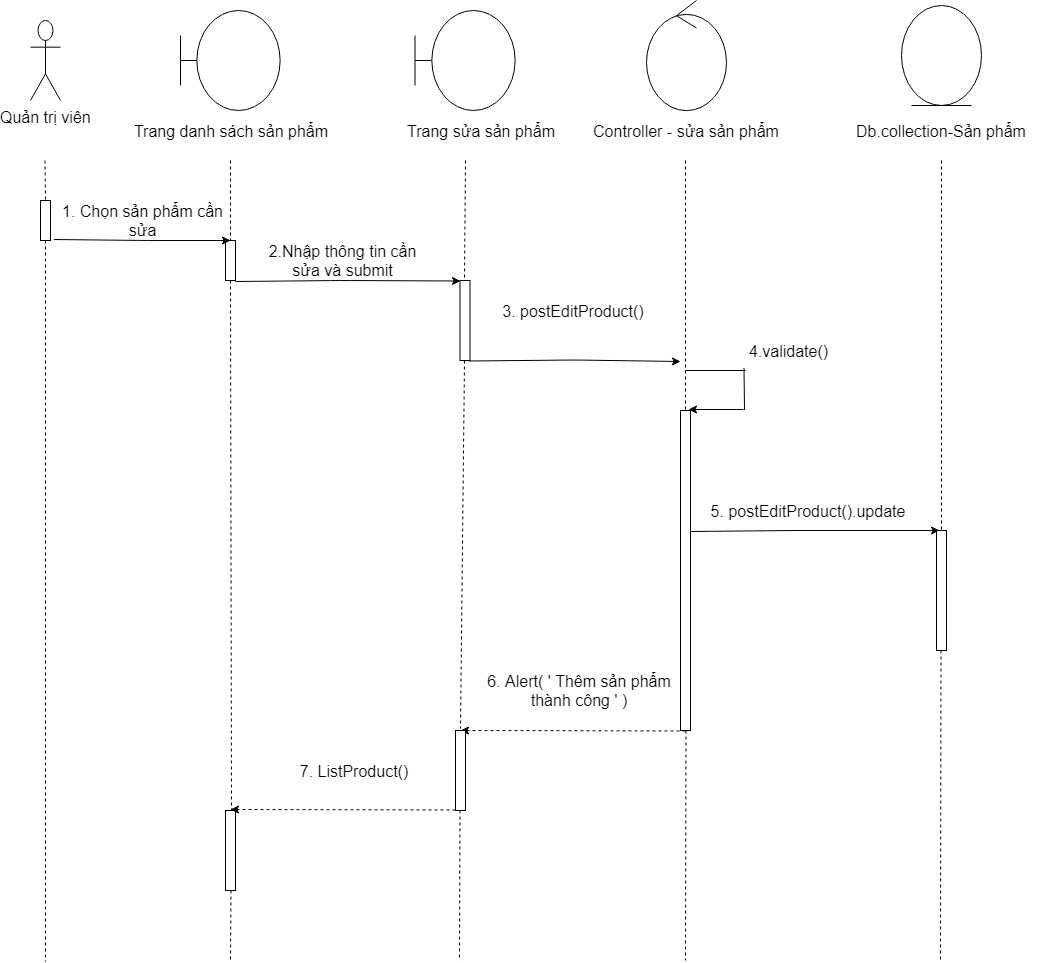 Quản trị viên
Trang danh sách sản phẩm
Trang sửa sản phẩm
Controller - sửa sản phẩm
Db.collection-Sản phẩm
1. Chọn sản phẩm cần
sửa
2.Nhập thông tin cần
sửa và submit
3. postEditProduct()
4.validate()
5. postEditProduct().update
6. Alert( ' Thêm sản phẩm
thành công ' )
7. ListProduct()